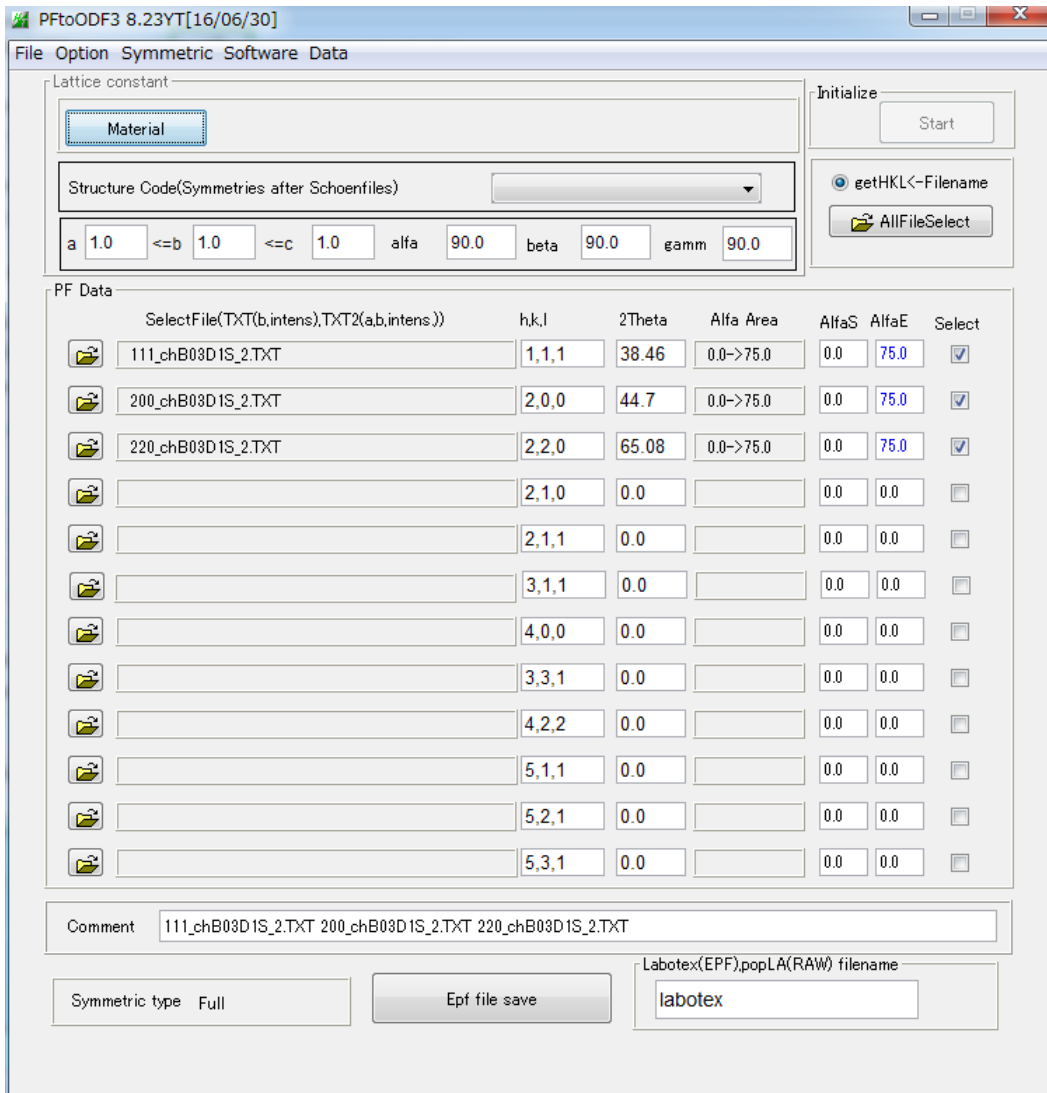 PFtoODF3 8.23YT[16/06/30]
File Option Symmetric Software Data
Lattice constant
Material
Initialize
Start
Structure Code(Symmetries after Schoenfiles)
getHKL<-Filename
AllFileSelect
a 1.0 <=b 1.0 <=c 1.0 alfa 90.0 beta 90.0 gamm 90.0
PF Data
SelectFile(TXT(b,intens),TXT2(a,b,intens.)) h,k,l 2Theta Alfa Area AlfaS AlfaE Select
111_chB03D1S_2.TXT 1,1,1 38.46 0.0->75.0 0.0 75.0
200_chB03D1S_2.TXT 2,0,0 44.7 0.0->75.0 0.0 75.0
220_chB03D1S_2.TXT 2,2,0 65.08 0.0->75.0 0.0 75.0
2,1,0 0.0 0.0 0.0
2,1,1 0.0 0.0 0.0
3,1,1 0.0 0.0 0.0
4,0,0 0.0 0.0 0.0
3,3,1 0.0 0.0 0.0
4,2,2 0.0 0.0 0.0
5,1,1 0.0 0.0 0.0
5,2,1 0.0 0.0 0.0
5,3,1 0.0 0.0 0.0
Comment 111_chB03D1S_2.TXT 200_chB03D1S_2.TXT 220_chB03D1S_2.TXT
Symmetric type Full
Epf file save
Labotex(EPF),popLA(RAW) filename
labotex